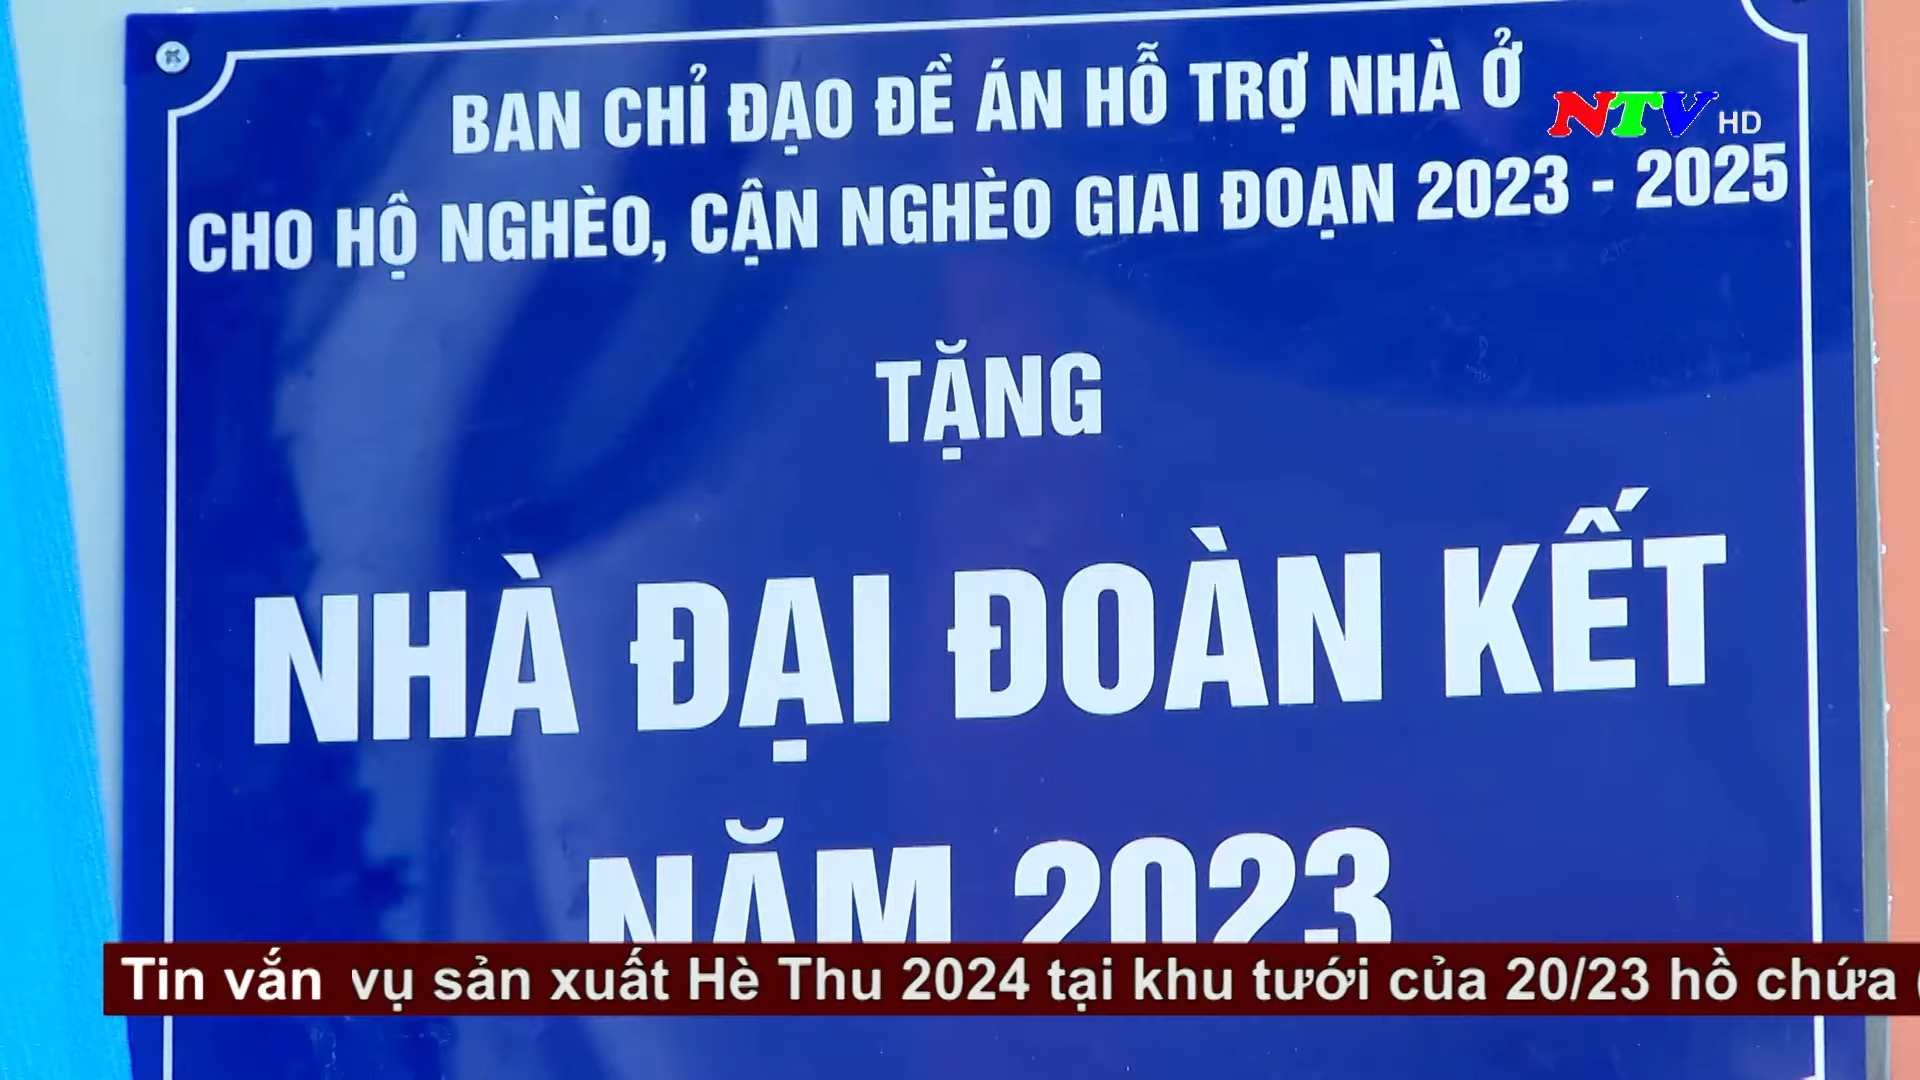 BAN CHỈ ĐẠO ĐỀ ÁN HỖ TRỢ NHÀ Ở
NTV HD
CHO HỘ NGHÈO, CẬN NGHÈO GIAI ĐOẠN 2023 - 2025
TẶNG
NHÀ ĐẠI ĐOÀN KẾT
NĂM 2023
Tin vắn vụ sản xuất Hè Thu 2024 tại khu tưới của 20/23 hồ chứa (